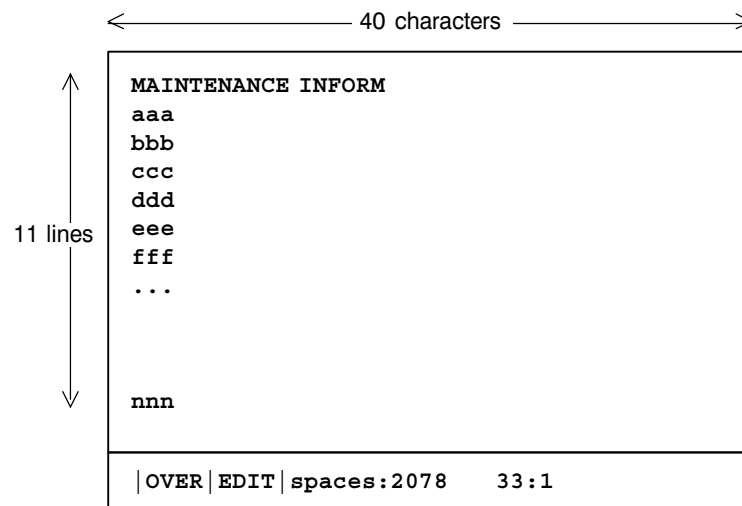 40 characters
MAINTENANCE INFORM
aaa
bbb
ccc
ddd
11 lines
eee
fff
...
nnn
|OVER|EDIT|spaces:2078 33:1